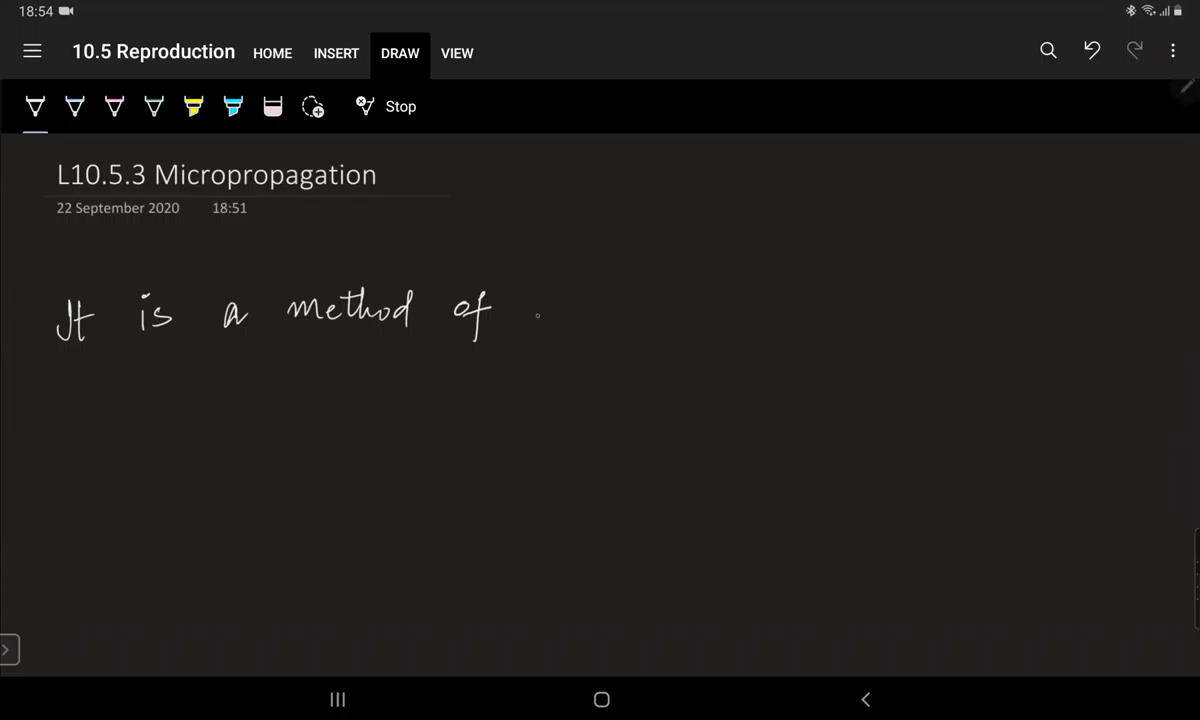 18:54
10.5 Reproduction HOME INSERT DRAW VIEW
Stop
L10.5.3 Micropropagation
22 September 2020 18:51
It is a method of